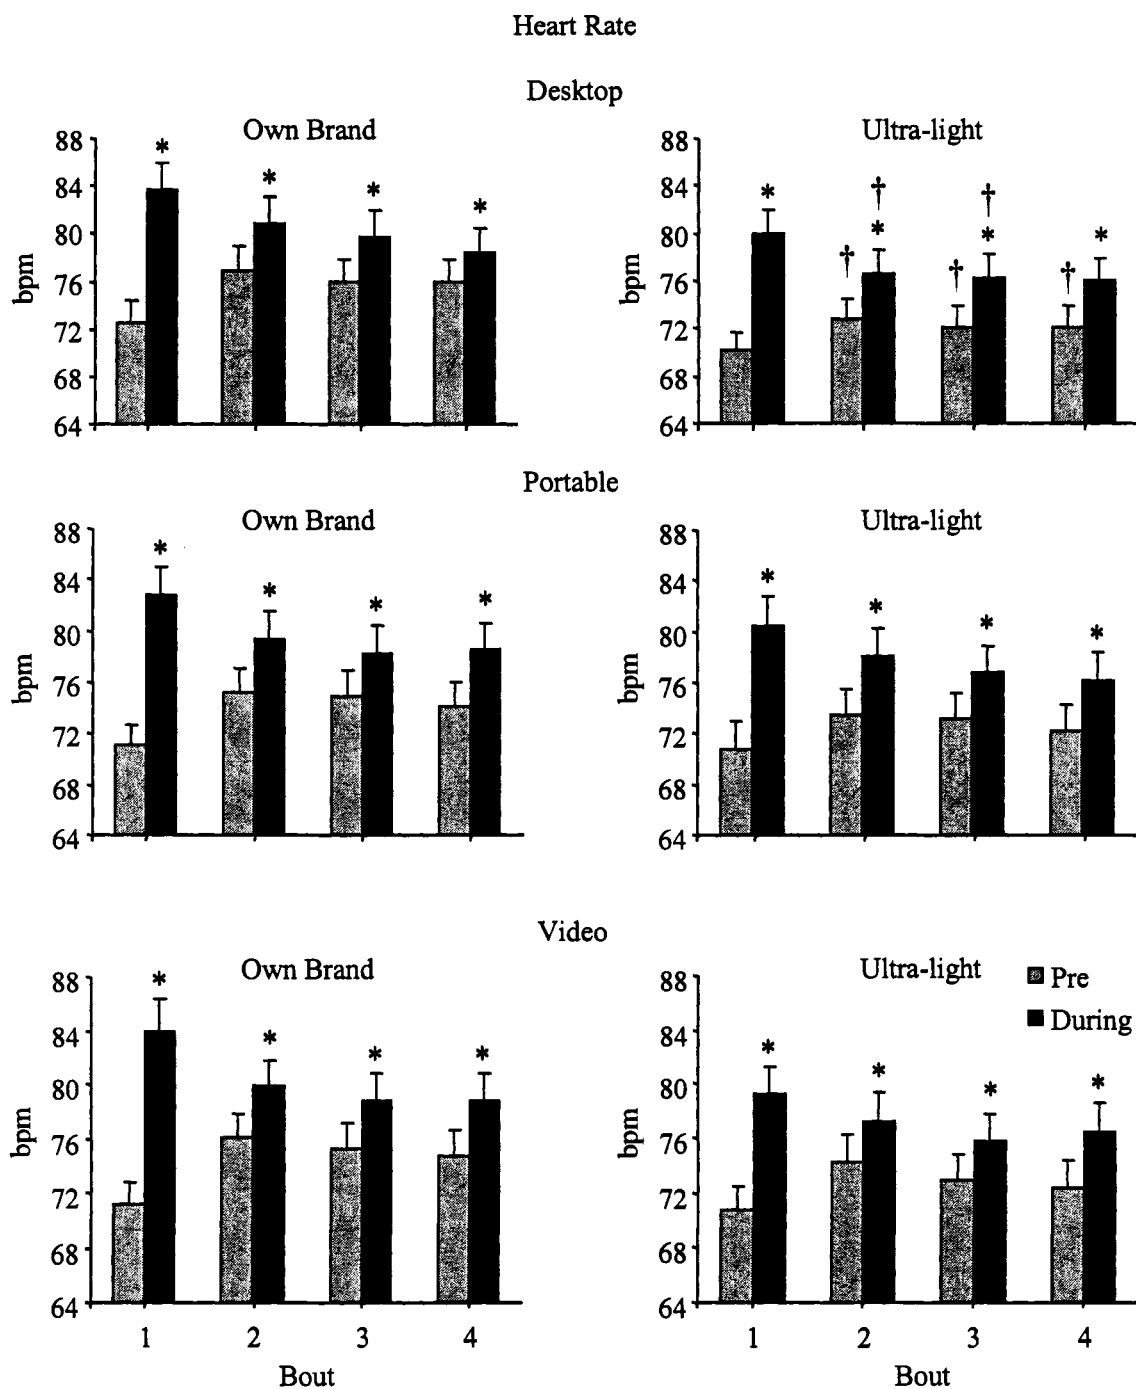 Heart Rate
Desktop
Own Brand
Ultra-light
88
84
80
76
72
68
64
bpm
* * * *
88
84
80
76
72
68
64
bpm
* † * † * *
† † †
Portable
Own Brand
Ultra-light
88
84
80
76
72
68
64
bpm
* * * *
88
84
80
76
72
68
64
bpm
* * * *
Video
Own Brand
Ultra-light
88
84
80
76
72
68
64
bpm
* * * *
1 2 3 4
Bout
88
84
80
76
72
68
64
bpm
* * * *
Pre
During
1 2 3 4
Bout